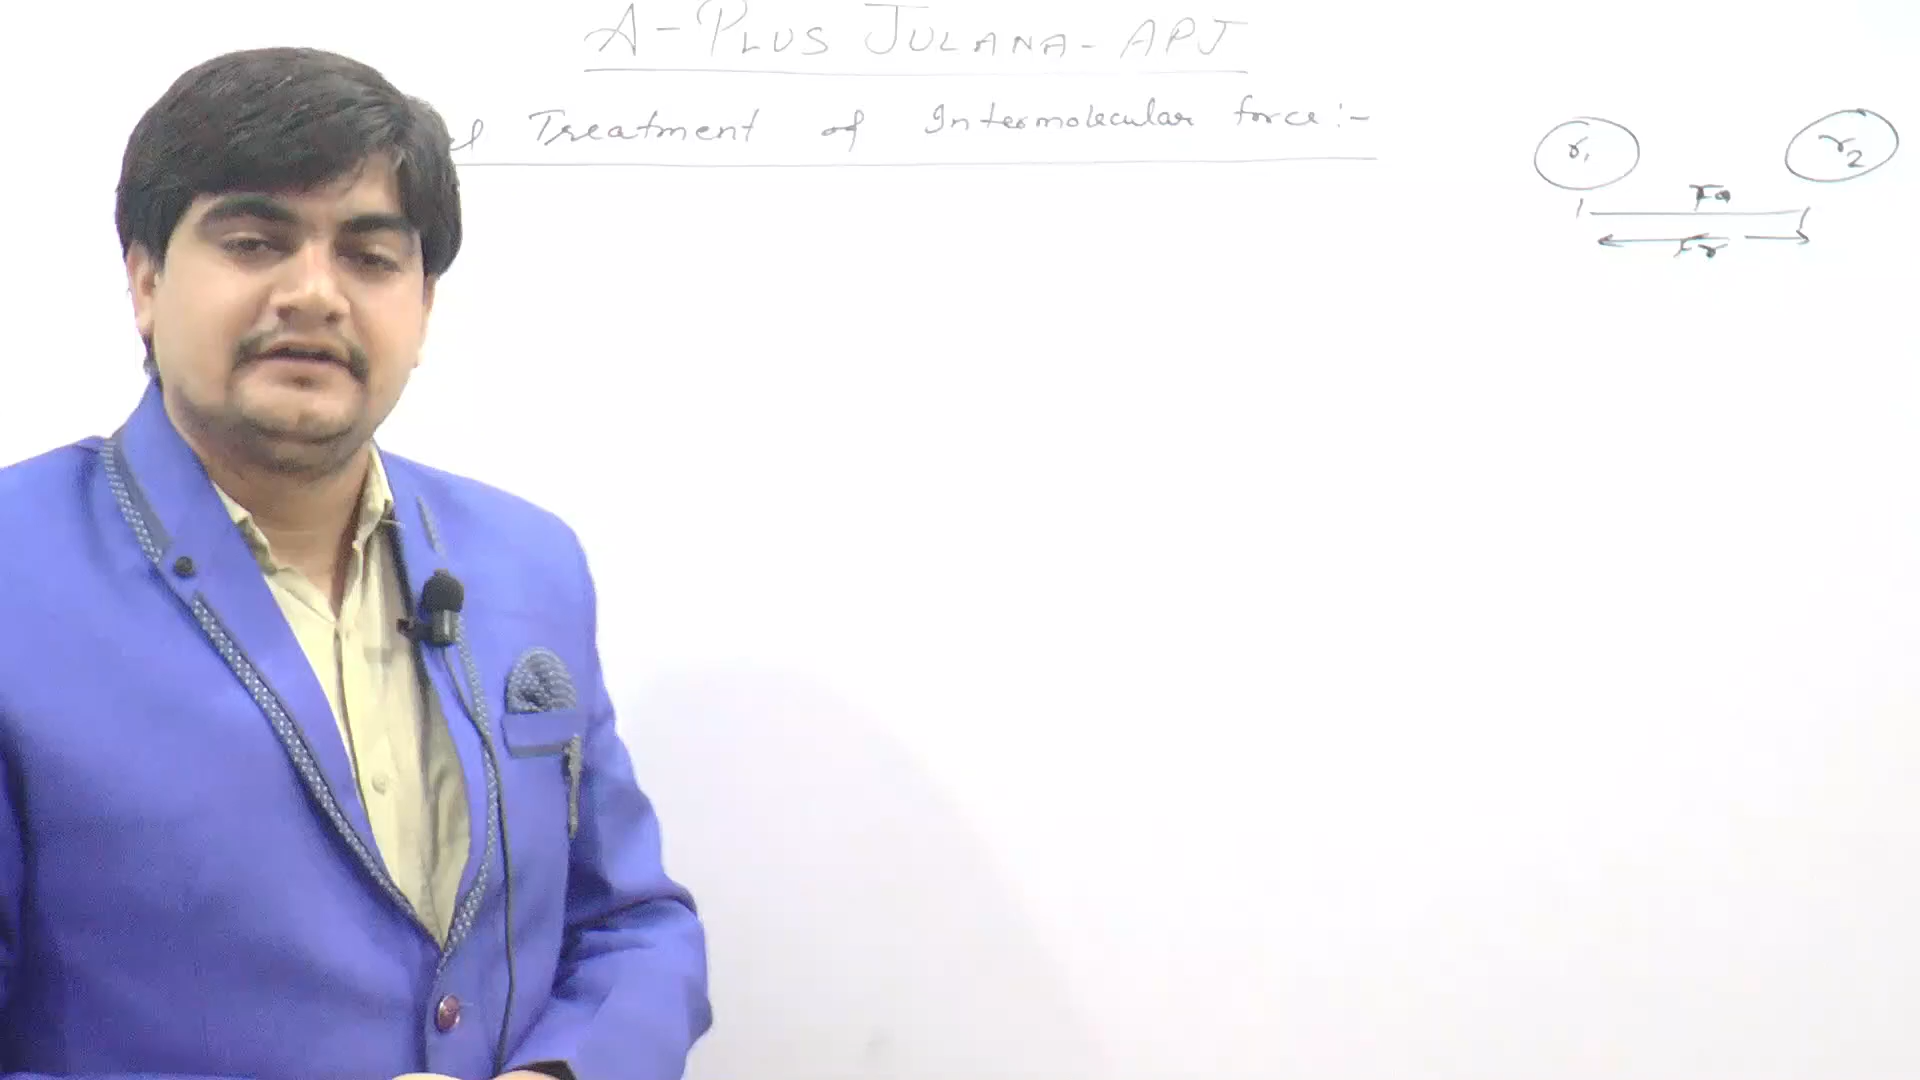 A-PLUS JULANA-APJ
Treatment of Intermolecular force:-
r1
r2
Fa
Fr